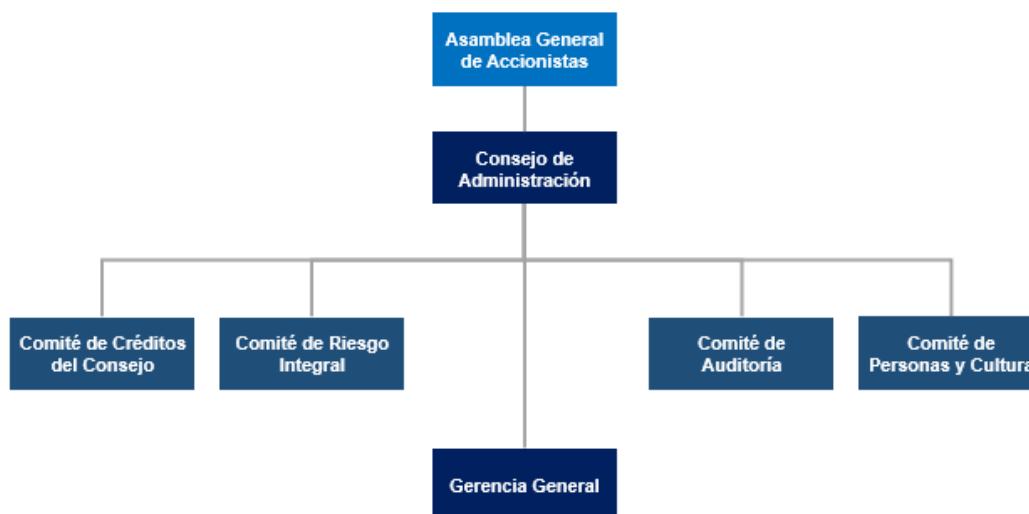 Asamblea General
de Accionistas
Consejo de
Administración
Comité de Créditos
del Consejo
Comité de Riesgo
Integral
Comité de
Auditoría
Comité de
Personas y Cultura
Gerencia General